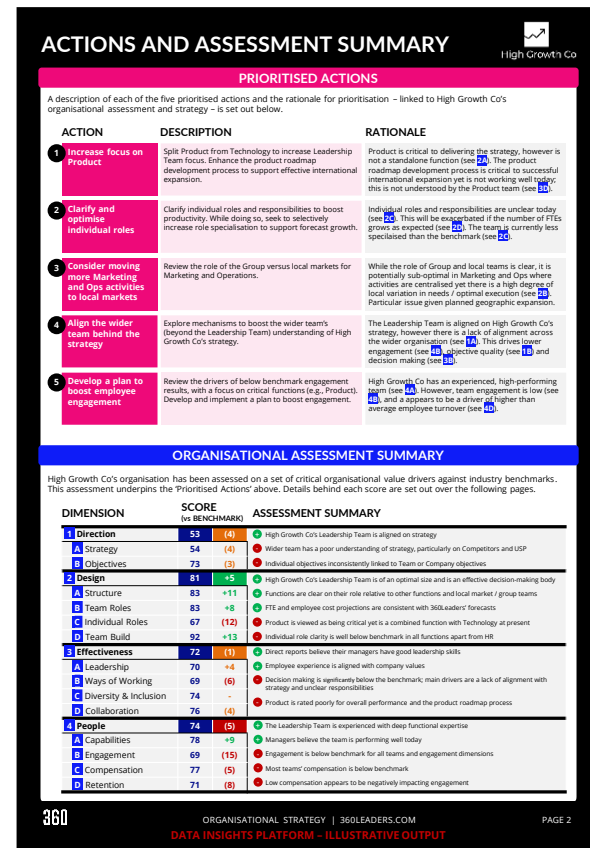 ACTIONS AND ASSESSMENT SUMMARY
High Growth Co
PRIORITISED ACTIONS
A description of each of the five prioritised actions and the rationale for prioritisation – linked to High Growth Co's
organisational assessment and strategy – is set out below.
ACTION DESCRIPTION RATIONALE
1 Increase focus on
Product
Split Product from Technology to increase Leadership
Team focus. Enhance the product roadmap
development process to support effective international
expansion.
Product is critical to delivering the strategy, however is
not a standalone function (see 2A). The product
roadmap development process is critical to successful
international expansion yet is not working well today;
this is not understood by the Product team (see 3D).
2 Clarify and
optimise
individual roles
Clarify individual roles and responsibilities to boost
productivity. While doing so, seek to selectively
increase role specialisation to support forecast growth.
Individual roles and responsibilities are unclear today
(see 2C). This will be exacerbated if the number of FTEs
grows as expected (see 2D). The team is currently less
specilaised than the benchmark (see 2C).
3 Consider moving
more Marketing
and Ops activities
to local markets
Review the role of the Group versus local markets for
Marketing and Operations.
While the role of Group and local teams is clear, it is
potentially sub-optimal in Marketing and Ops where
activities are centralised yet there is a high degree of
local variation in needs / optimal execution (see 2B).
Particular issue given planned geographic expansion.
4 Align the wider
team behind the
strategy
Explore mechanisms to boost the wider team's
(beyond the Leadership Team) understanding of High
Growth Co's strategy.
The Leadership Team is aligned on High Growth Co's
strategy, however there is a lack of alignment across
the wider organisation (see 1A). This drives lower
engagement (see 4B), objective quality (see 1B) and
decision making (see 3B).
5 Develop a plan to
boost employee
engagement
Review the drivers of below benchmark engagement
results, with a focus on critical functions (e.g., Product).
Develop and implement a plan to boost engagement.
High Growth Co has an experienced, high-performing
team (see 4A). However, team engagement is low (see
4B), and a appears to be a driver of higher than
average employee turnover (see 4D).
ORGANISATIONAL ASSESSMENT SUMMARY
High Growth Co's organisation has been assessed on a set of critical organisational value drivers against industry benchmarks.
This assessment underpins the 'Prioritised Actions' above. Details behind each score are set out over the following pages.
DIMENSION SCORE ASSESSMENT SUMMARY
(vs BENCHMARK)
1 Direction 53 (4)
A Strategy 54 (4)
B Objectives 73 (3)
+ High Growth Co's Leadership Team is aligned on strategy
- Wider team has a poor understanding of strategy, particularly on Competitors and USP
- Individual objectives inconsistently linked to Team or Company objectives
2 Design 81 +5
A Structure 83 +11
B Team Roles 83 +8
C Individual Roles 67 (12)
D Team Build 92 +13
+ High Growth Co's Leadership Team is of an optimal size and is an effective decision-making body
+ Functions are clear on their role relative to other functions and local market / group teams
+ FTE and employee cost projections are consistent with 360Leaders' forecasts
- Product is viewed as being critical yet is a combined function with Technology at present
- Individual role clarity is well below benchmark in all functions apart from HR
3 Effectiveness 72 (1)
A Leadership 70 +4
B Ways of Working 69 (6)
C Diversity & Inclusion 74 -
D Collaboration 76 (4)
+ Direct reports believe their managers have good leadership skills
+ Employee experience is aligned with company values
- Decision making is significantly below the benchmark; main drivers are a lack of alignment with
strategy and unclear responsibilities
- Product is rated poorly for overall performance and the product roadmap process
4 People 74 (5)
A Capabilities 78 +9
B Engagement 69 (15)
C Compensation 77 (5)
D Retention 71 (8)
+ The Leadership Team is experienced with deep functional expertise
+ Managers believe the team is performing well today
- Engagement is below benchmark for all teams and engagement dimensions
- Most teams' compensation is below benchmark
- Low compensation appears to be negatively impacting engagement
360 ORGANISATIONAL STRATEGY | 360LEADERS.COM PAGE 2
DATA INSIGHTS PLATFORM – ILLUSTRATIVE OUTPUT